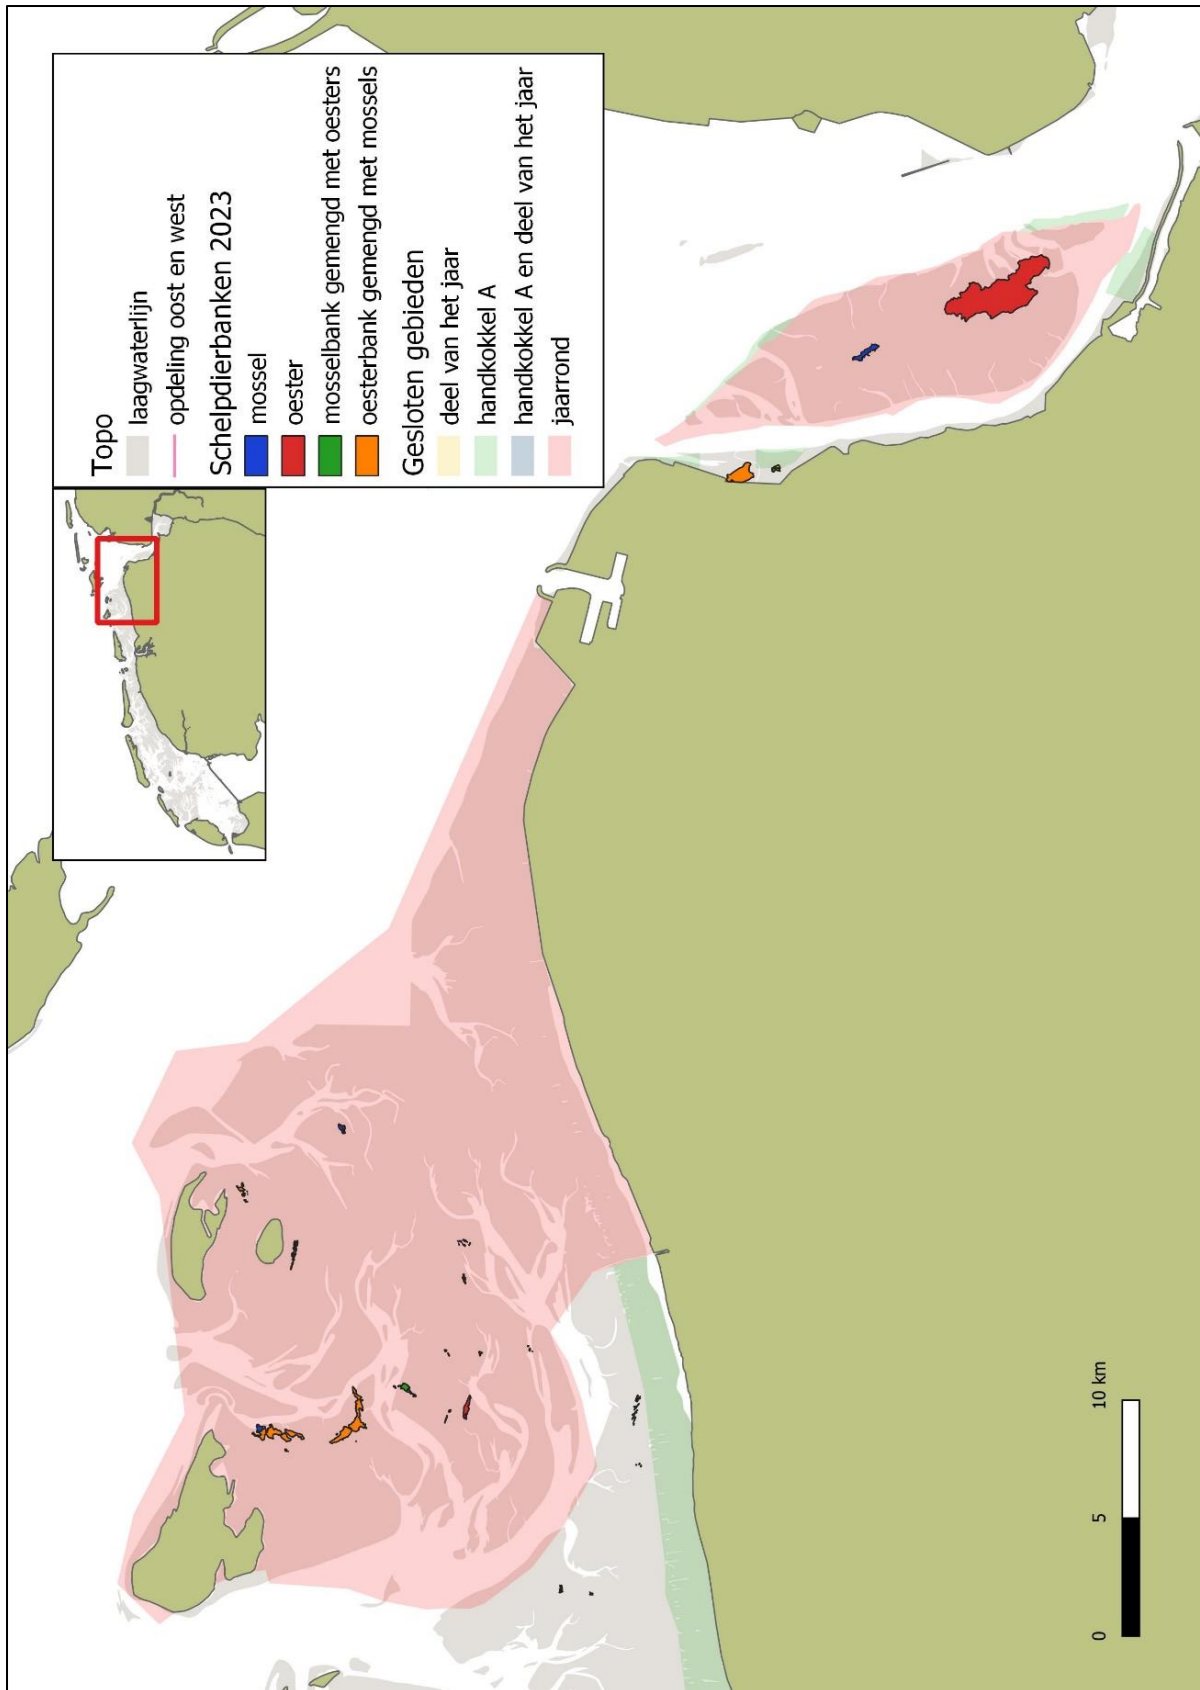 Topo
laagwaterlijn
opdeling oost en west
Schelpdierbanken 2023
mossel
oester
mosselbank gemengd met oesters
oesterbank gemengd met mossels
Gesloten gebieden
deel van het jaar
handkokkel A
handkokkel A en deel van het jaar
jaarrond
0 5 10 km